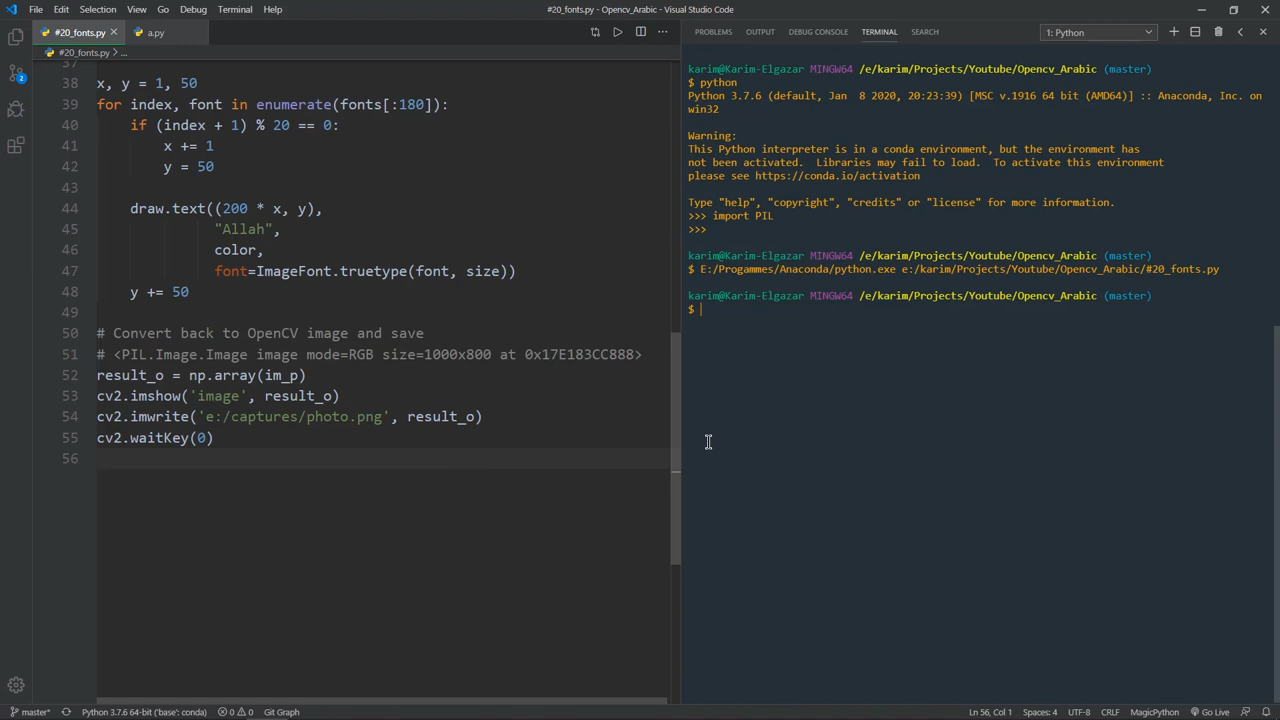 File Edit Selection View Go Debug Terminal Help #20_fonts.py - Opencv_Arabic - Visual Studio Code
#20_fonts.py a.py
#20_fonts.py > ...
37
38 x, y = 1, 50
39 for index, font in enumerate(fonts[:180]):
40 if (index + 1) % 20 == 0:
41 x += 1
42 y = 50
43
44 draw.text((200 * x, y),
45 "Allah",
46 color,
47 font=ImageFont.truetype(font, size))
48 y += 50
49
50 # Convert back to OpenCV image and save
51 # <PIL.Image.Image image mode=RGB size=1000x800 at 0x17E183CC888>
52 result_o = np.array(im_p)
53 cv2.imshow('image', result_o)
54 cv2.imwrite('e:/captures/photo.png', result_o)
55 cv2.waitKey(0)
56
PROBLEMS OUTPUT DEBUG CONSOLE TERMINAL SEARCH 1: Python
karim@Karim-Elgazar MINGW64 /e/karim/Projects/Youtube/Opencv_Arabic (master)
$ python
Python 3.7.6 (default, Jan 8 2020, 20:23:39) [MSC v.1916 64 bit (AMD64)] :: Anaconda, Inc. on
win32
Warning:
This Python interpreter is in a conda environment, but the environment has
not been activated. Libraries may fail to load. To activate this environment
please see https://conda.io/activation
Type "help", "copyright", "credits" or "license" for more information.
>>> import PIL
>>>
karim@Karim-Elgazar MINGW64 /e/karim/Projects/Youtube/Opencv_Arabic (master)
$ E:/Progammes/Anaconda/python.exe e:/karim/Projects/Youtube/Opencv_Arabic/#20_fonts.py
karim@Karim-Elgazar MINGW64 /e/karim/Projects/Youtube/Opencv_Arabic (master)
$
2
master* Python 3.7.6 64-bit ('base': conda) 0 0 Git Graph Ln 56, Col 1 Spaces: 4 UTF-8 CRLF MagicPython Go Live